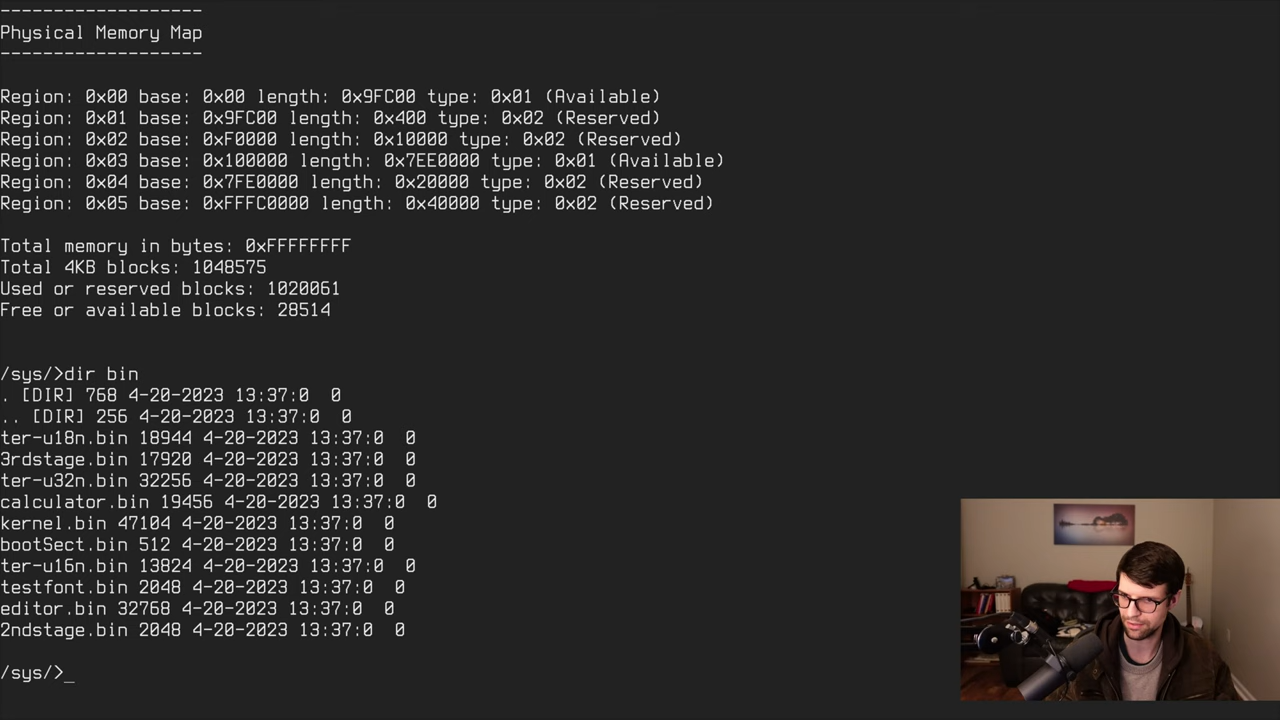 -------------------
Physical Memory Map
-------------------
Region: 0x00 base: 0x00 length: 0x9FC00 type: 0x01 (Available)
Region: 0x01 base: 0x9FC00 length: 0x400 type: 0x02 (Reserved)
Region: 0x02 base: 0xF0000 length: 0x10000 type: 0x02 (Reserved)
Region: 0x03 base: 0x100000 length: 0x7EE0000 type: 0x01 (Available)
Region: 0x04 base: 0x7FE0000 length: 0x20000 type: 0x02 (Reserved)
Region: 0x05 base: 0xFFFC0000 length: 0x40000 type: 0x02 (Reserved)
Total memory in bytes: 0xFFFFFFFF
Total 4KB blocks: 1048575
Used or reserved blocks: 1020061
Free or available blocks: 28514
/sys/>dir bin
. [DIR] 768 4-20-2023 13:37:0  0
.. [DIR] 256 4-20-2023 13:37:0  0
ter-u18n.bin 18944 4-20-2023 13:37:0  0
3rdstage.bin 17920 4-20-2023 13:37:0  0
ter-u32n.bin 32256 4-20-2023 13:37:0  0
calculator.bin 19456 4-20-2023 13:37:0  0
kernel.bin 47104 4-20-2023 13:37:0  0
bootSect.bin 512 4-20-2023 13:37:0  0
ter-u16n.bin 13824 4-20-2023 13:37:0  0
testfont.bin 2048 4-20-2023 13:37:0  0
editor.bin 32768 4-20-2023 13:37:0  0
2ndstage.bin 2048 4-20-2023 13:37:0  0
/sys/>_